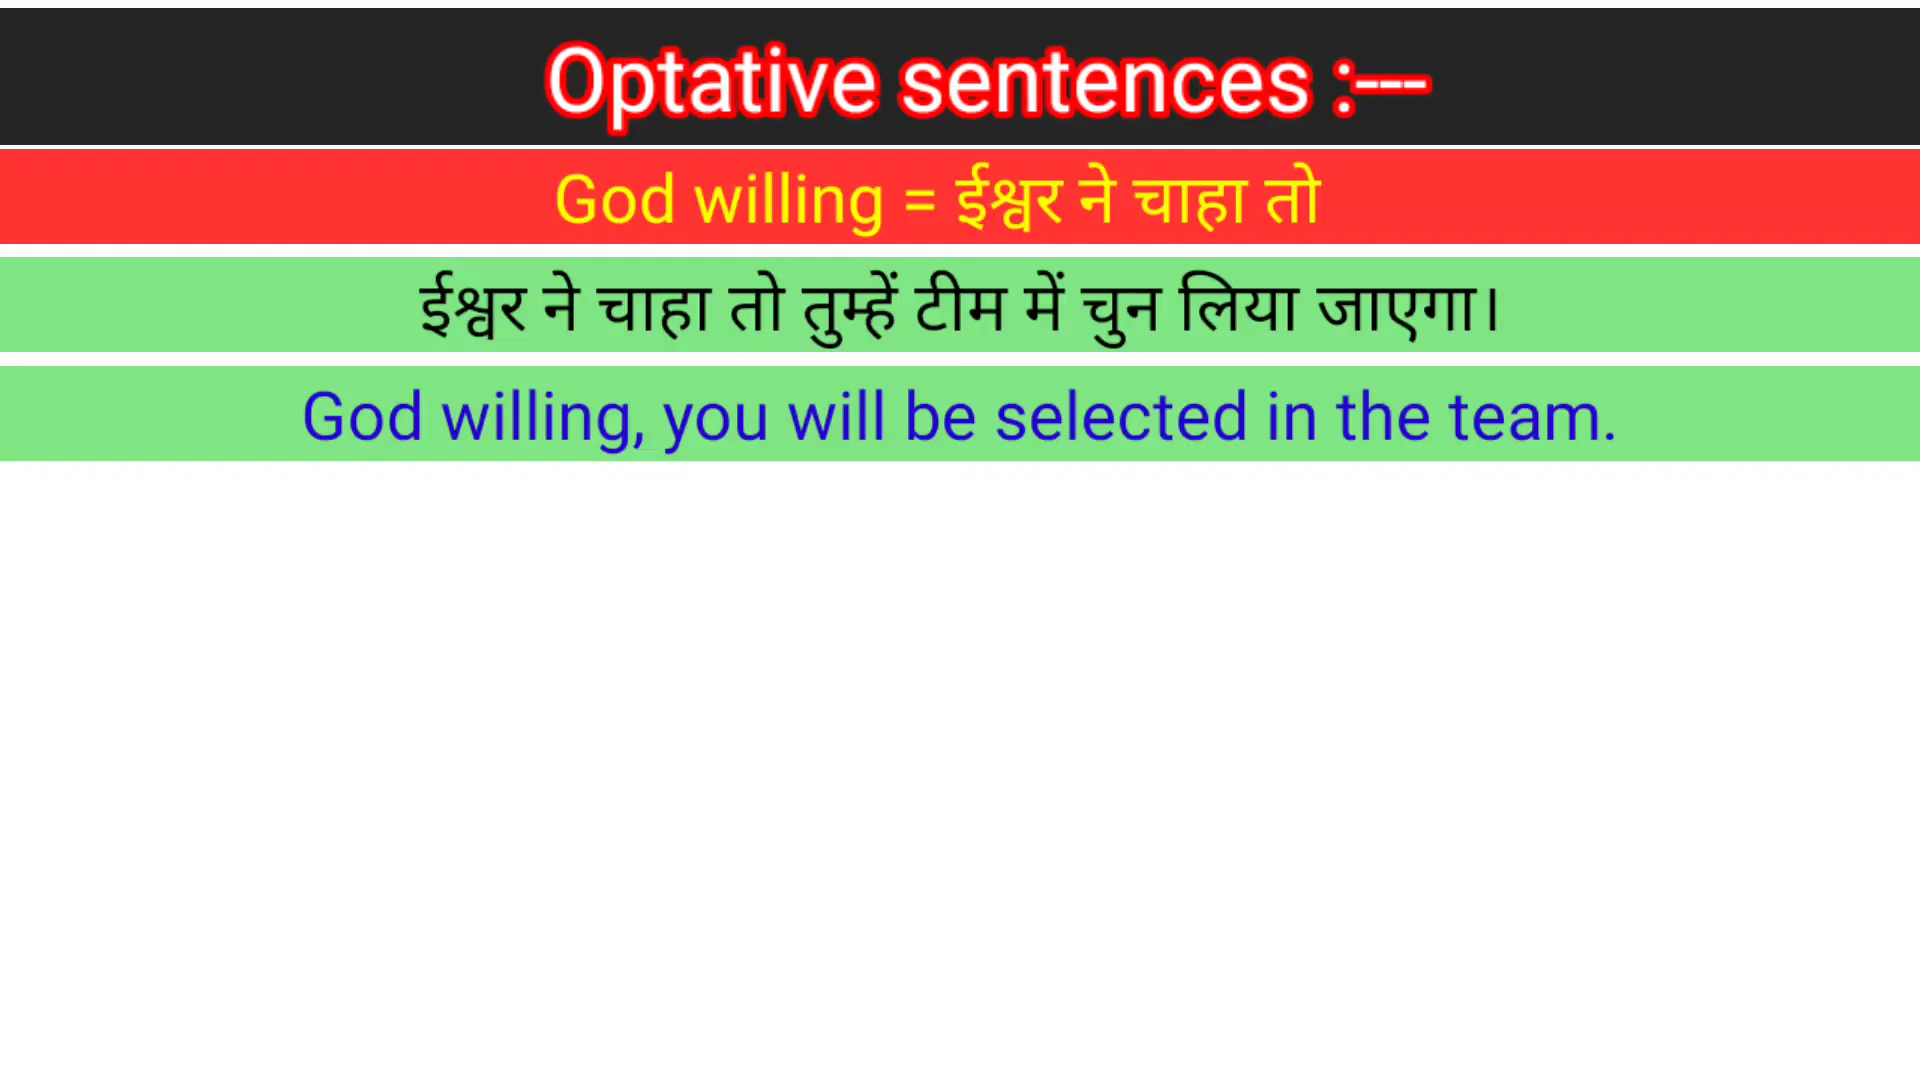 Optative sentences :---
God willing = ईश्वर ने चाहा तो
ईश्वर ने चाहा तो तुम्हें टीम में चुन लिया जाएगा।
God willing, you will be selected in the team.